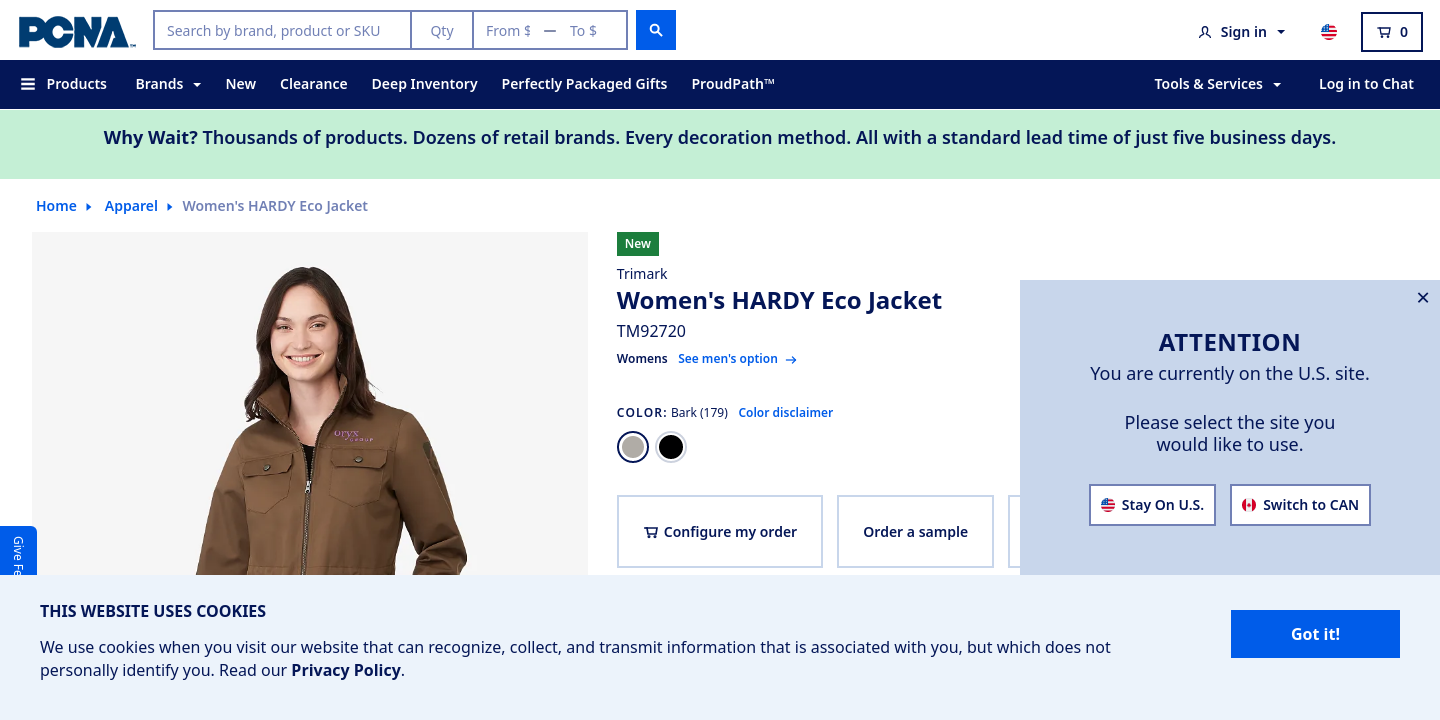 PCNA
Search by brand, product or SKU
Qty
From $ — To $
Sign in
0
Products Brands New Clearance Deep Inventory Perfectly Packaged Gifts ProudPath™ Tools & Services Log in to Chat
Why Wait? Thousands of products. Dozens of retail brands. Every decoration method. All with a standard lead time of just five business days.
Home Apparel Women's HARDY Eco Jacket
New
Trimark
Women's HARDY Eco Jacket
TM92720
Womens See men's option
COLOR: Bark (179) Color disclaimer
Configure my order
Order a sample
oryx
GROUP
ATTENTION
You are currently on the U.S. site.
Please select the site you
would like to use.
Stay On U.S.
Switch to CAN
Give Fe
THIS WEBSITE USES COOKIES
We use cookies when you visit our website that can recognize, collect, and transmit information that is associated with you, but which does not
personally identify you. Read our Privacy Policy.
Got it!